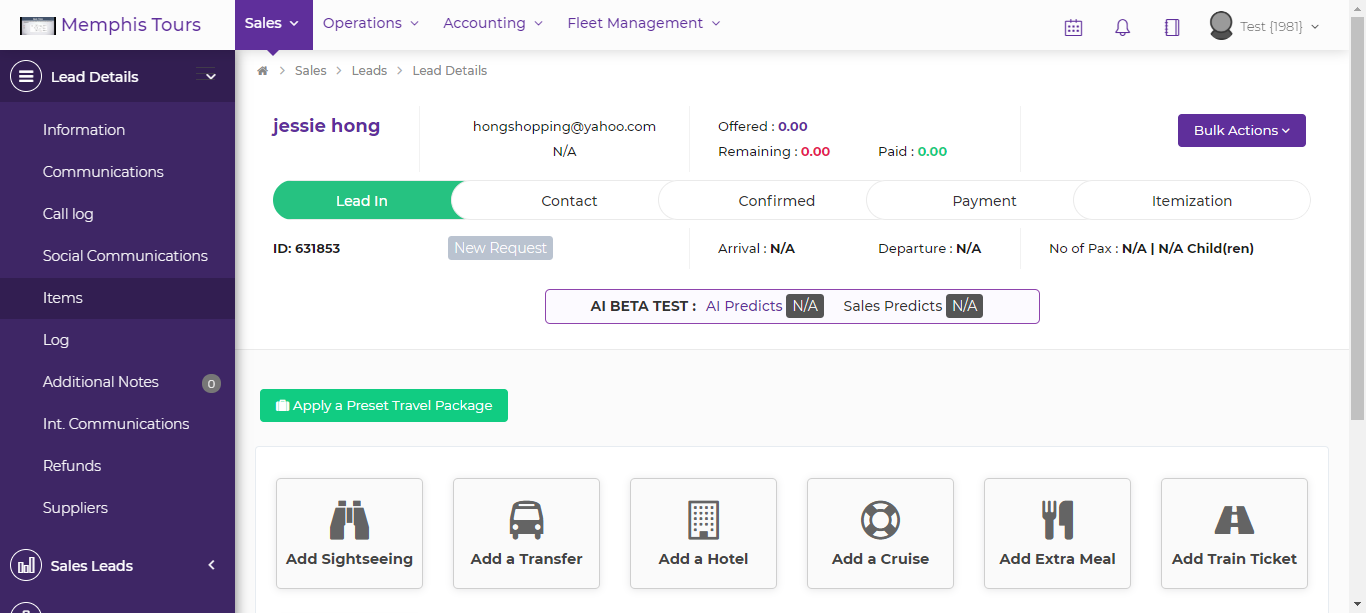 Memphis Tours
Sales
Operations
Accounting
Fleet Management
Test {1981}
Lead Details
Information
Communications
Call log
Social Communications
Items
Log
Additional Notes
0
Int. Communications
Refunds
Suppliers
Sales Leads
Sales
Leads
Lead Details
jessie hong
hongshopping@yahoo.com
N/A
Offered : 0.00
Remaining : 0.00
Paid : 0.00
Bulk Actions
Lead In
Contact
Confirmed
Payment
Itemization
ID: 631853
New Request
Arrival : N/A
Departure : N/A
No of Pax : N/A | N/A Child(ren)
AI BETA TEST : AI Predicts N/A Sales Predicts N/A
Apply a Preset Travel Package
Add Sightseeing
Add a Transfer
Add a Hotel
Add a Cruise
Add Extra Meal
Add Train Ticket